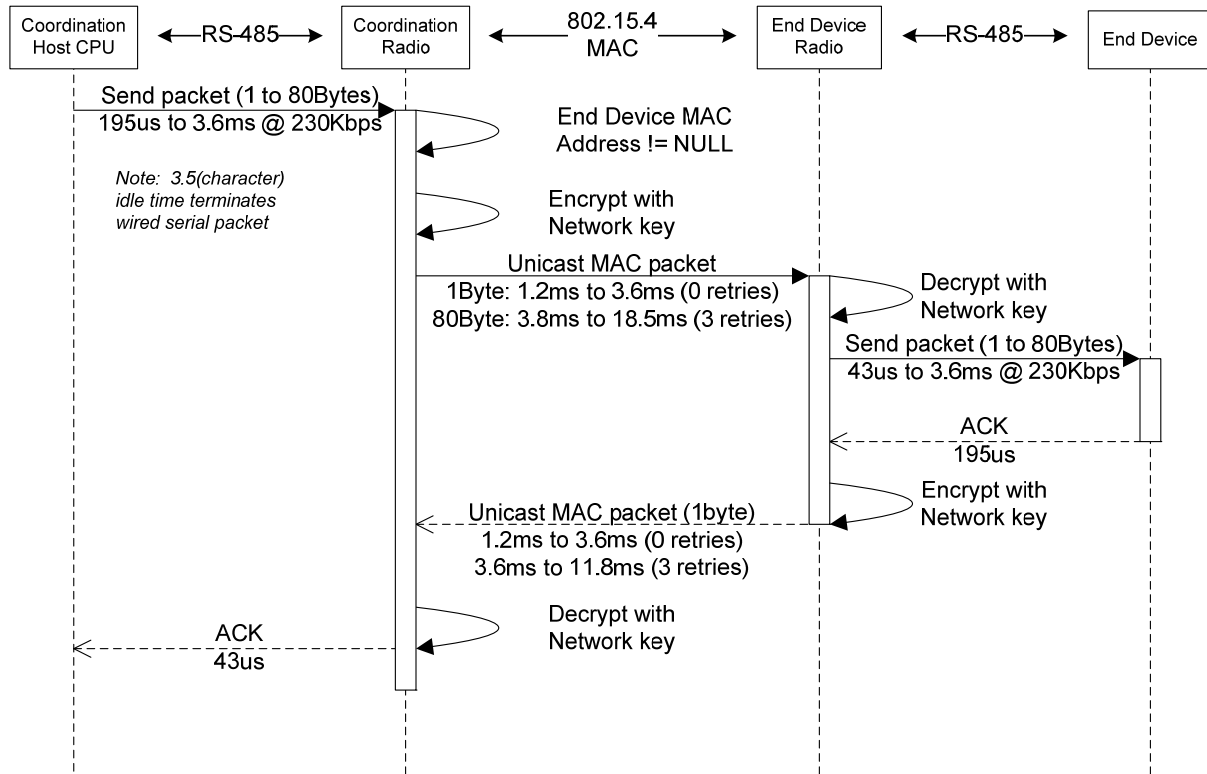 Coordination
Host CPU
RS-485
Coordination
Radio
802.15.4
MAC
End Device
Radio
RS-485
End Device
Send packet (1 to 80Bytes)
195us to 3.6ms @ 230Kbps
End Device MAC
Address != NULL
Note: 3.5(character)
idle time terminates
wired serial packet
Encrypt with
Network key
Unicast MAC packet
1Byte: 1.2ms to 3.6ms (0 retries)
80Byte: 3.8ms to 18.5ms (3 retries)
Decrypt with
Network key
Send packet (1 to 80Bytes)
43us to 3.6ms @ 230Kbps
ACK
195us
Encrypt with
Network key
Unicast MAC packet (1byte)
1.2ms to 3.6ms (0 retries)
3.6ms to 11.8ms (3 retries)
Decrypt with
Network key
ACK
43us